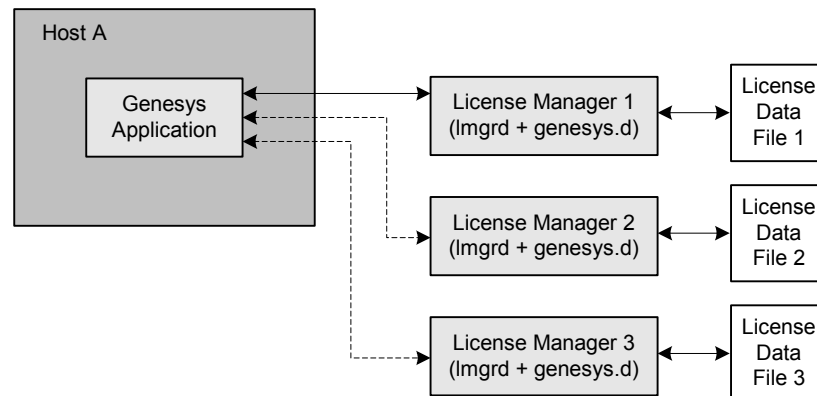 Host A
Genesys
Application
License Manager 1
(lmgrd + genesys.d)
License
Data
File 1
License Manager 2
(lmgrd + genesys.d)
License
Data
File 2
License Manager 3
(lmgrd + genesys.d)
License
Data
File 3